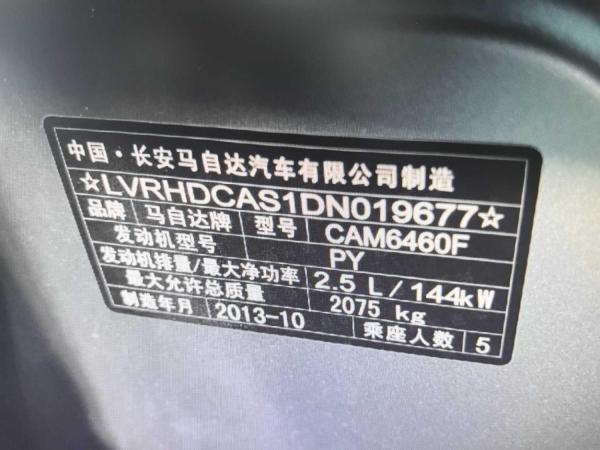 中国·长安马自达汽车有限公司制造
☆LVRHDCAS1DN019677☆
品牌 马自达牌 型号 CAM6460F
发动机型号 PY
发动机排量/最大净功率 2.5 L/144kW
最大允许总质量 2075 kg
制造年月 2013-10 乘座人数 5